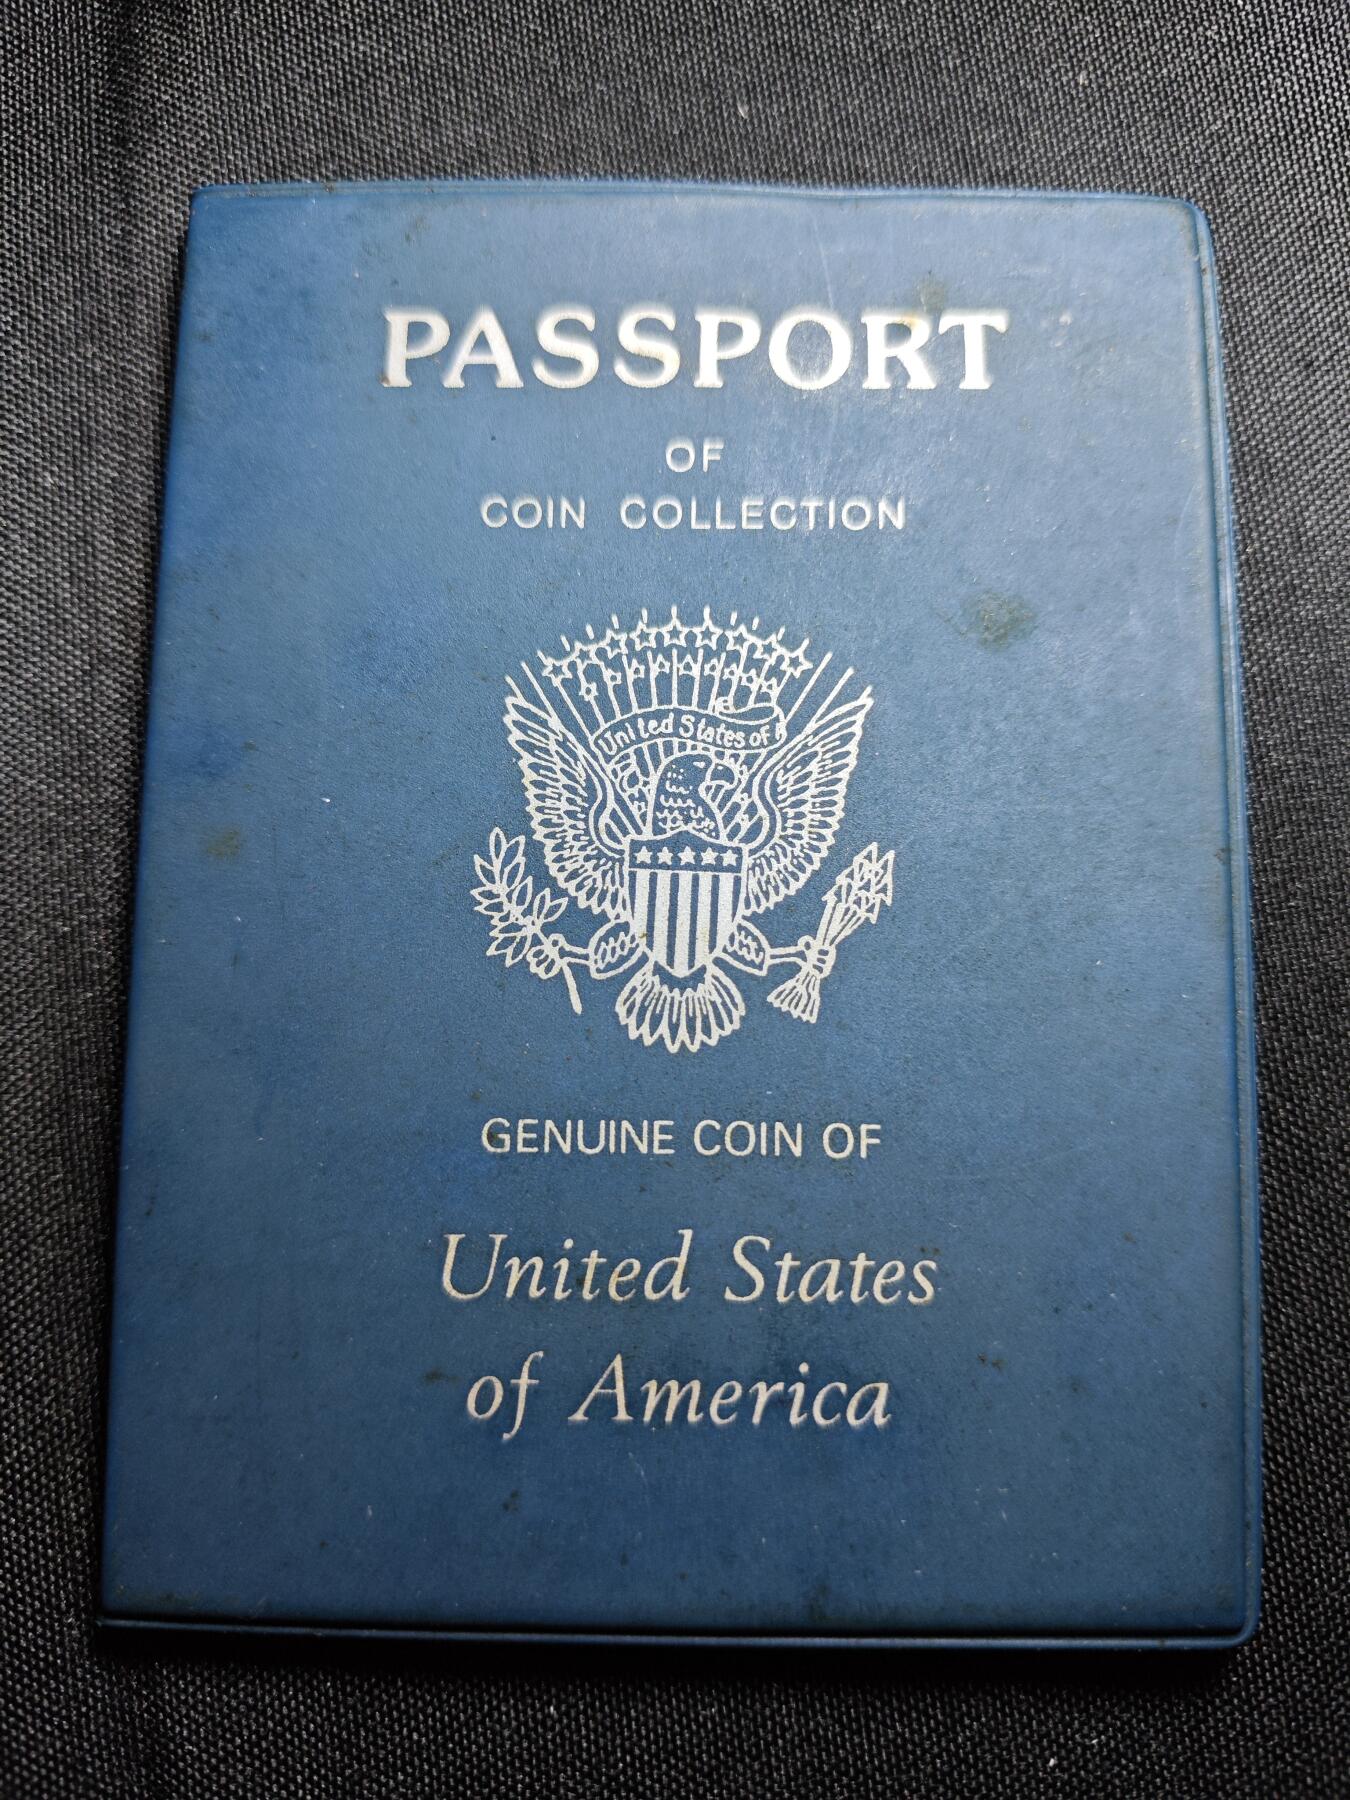 PASSPORT
OF
COIN COLLECTION
United States of
GENUINE COIN OF
United States
of America